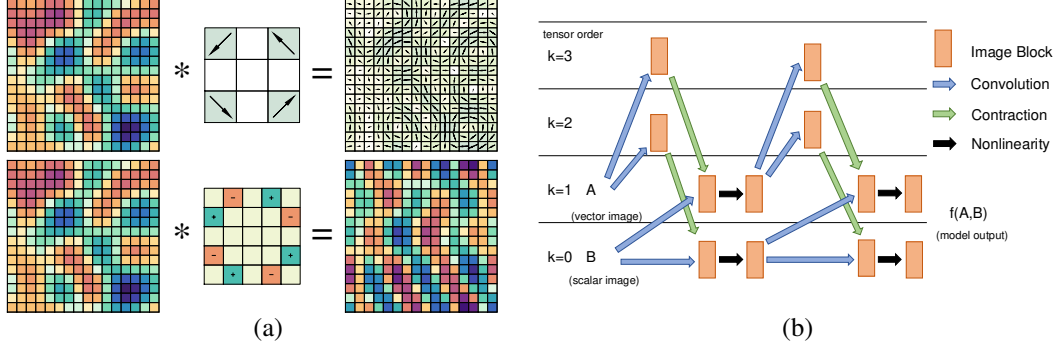 * =
− +
+ −
− +
+ −
* =
(a)
tensor order
k=3
k=2
k=1 A
(vector image)
k=0 B
(scalar image)
Image Block
Convolution
Contraction
Nonlinearity
f(A,B)
(model output)
(b)